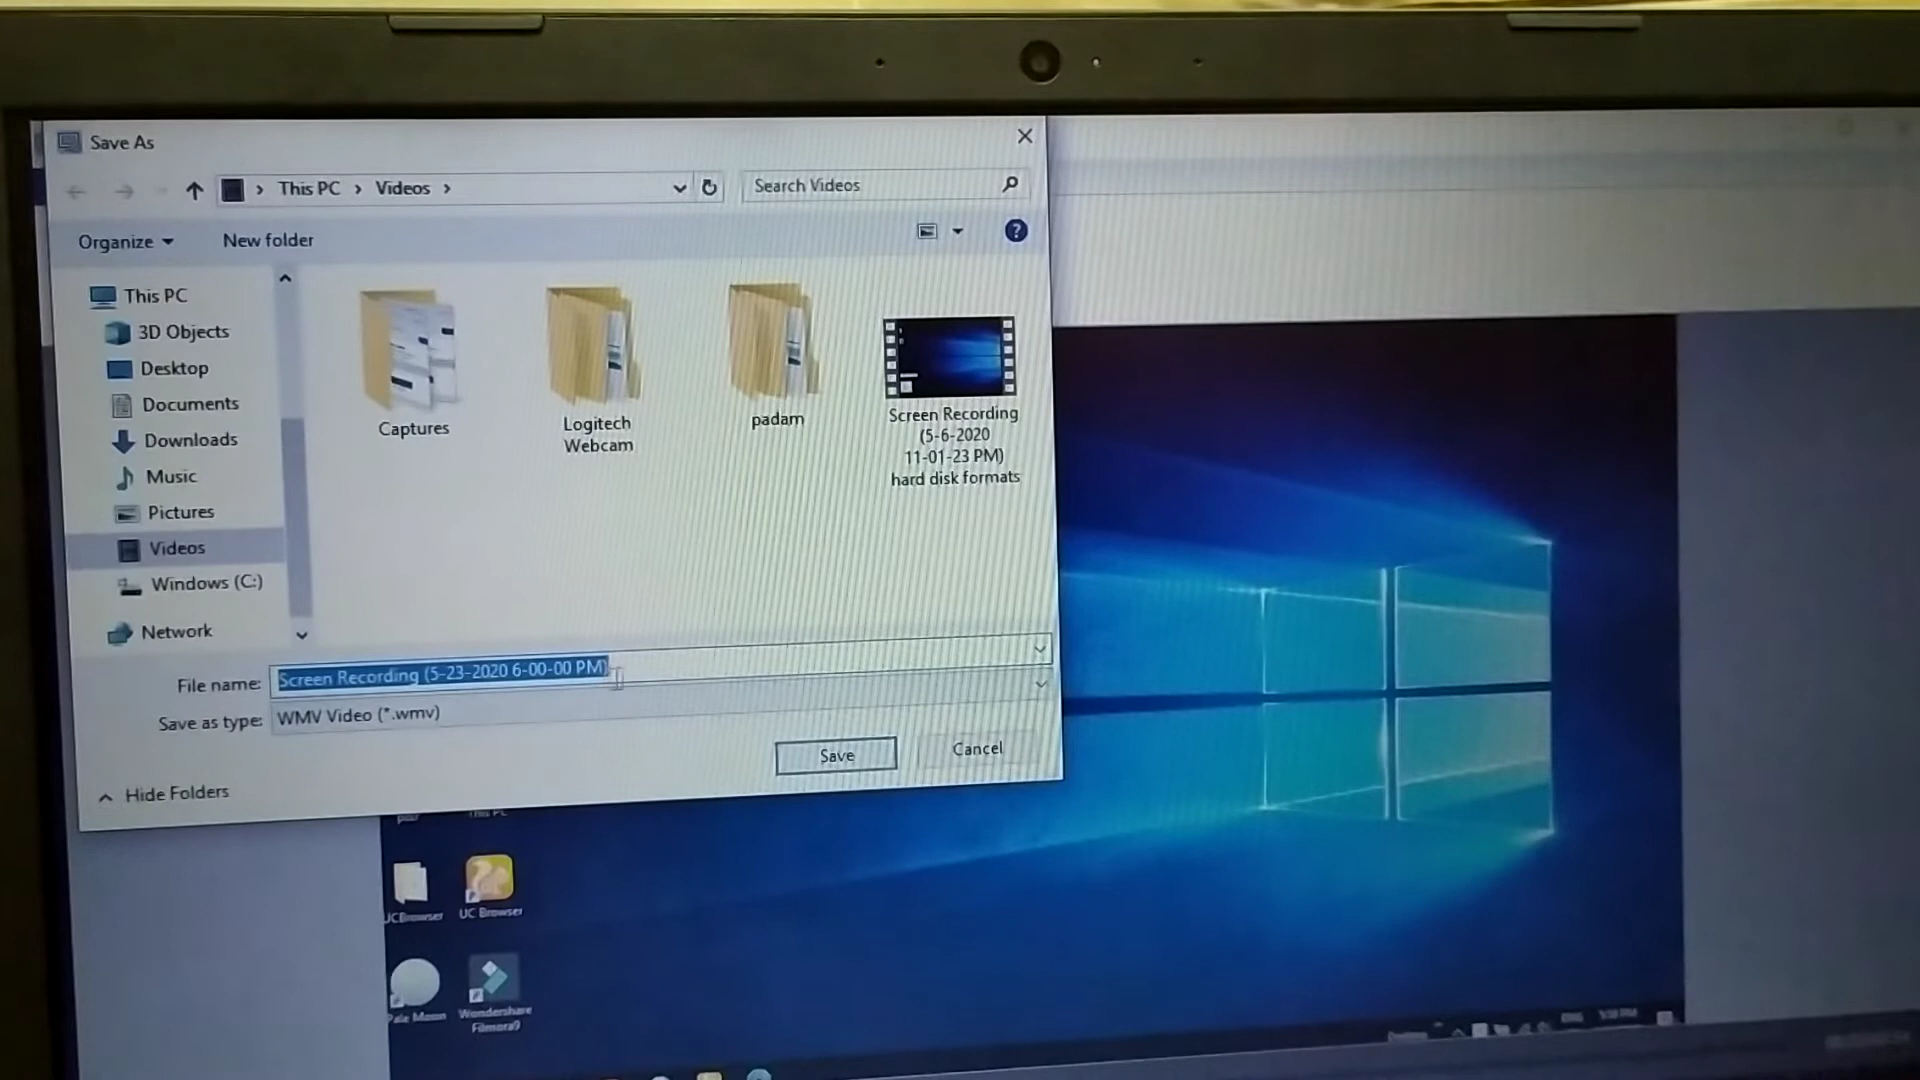 Save As
This PC > Videos >
Search Videos
Organize
New folder
This PC
3D Objects
Desktop
Documents
Downloads
Music
Pictures
Videos
Windows (C:)
Network
Captures
Logitech
Webcam
padam
Screen Recording
(5-6-2020
11-01-23 PM)
hard disk formats
File name: Screen Recording (5-23-2020 6-00-00 PM)
Save as type: WMV Video (*.wmv)
Save
Cancel
Hide Folders
This PC
UCBrowser
UC Browser
Pale Moon
Wondershare
Filmora9